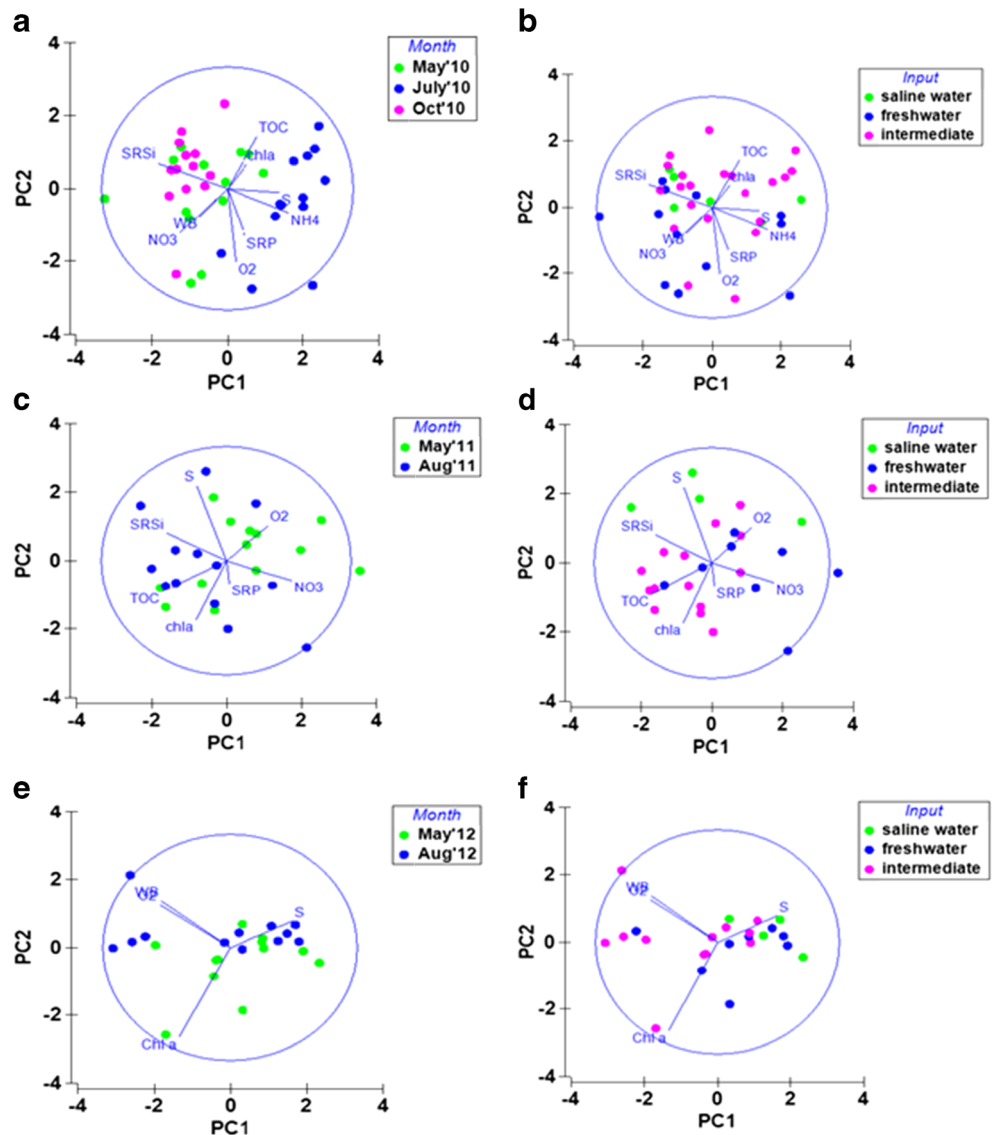 a
Month
May'10
July'10
Oct'10
4
2
0
-2
-4
PC2
TOC
chla
SRSi
S
NH4
WB
NO3
SRP
O2
-4 -2 0 2 4
PC1
b
Input
saline water
freshwater
intermediate
4
2
0
-2
-4
PC2
TOC
chla
SRSi
S
NH4
WB
NO3
SRP
O2
-4 -2 0 2 4
PC1
c
Month
May'11
Aug'11
4
2
0
-2
-4
PC2
S
O2
SRSi
NO3
SRP
TOC
chla
-4 -2 0 2 4
PC1
d
Input
saline water
freshwater
intermediate
4
2
0
-2
-4
PC2
S
O2
SRSi
NO3
SRP
TOC
chla
-4 -2 0 2 4
PC1
e
Month
May'12
Aug'12
4
2
0
-2
-4
PC2
WB
O2
S
Chl a
-4 -2 0 2 4
PC1
f
Input
saline water
freshwater
intermediate
4
2
0
-2
-4
PC2
WB
O2
S
Chl a
-4 -2 0 2 4
PC1